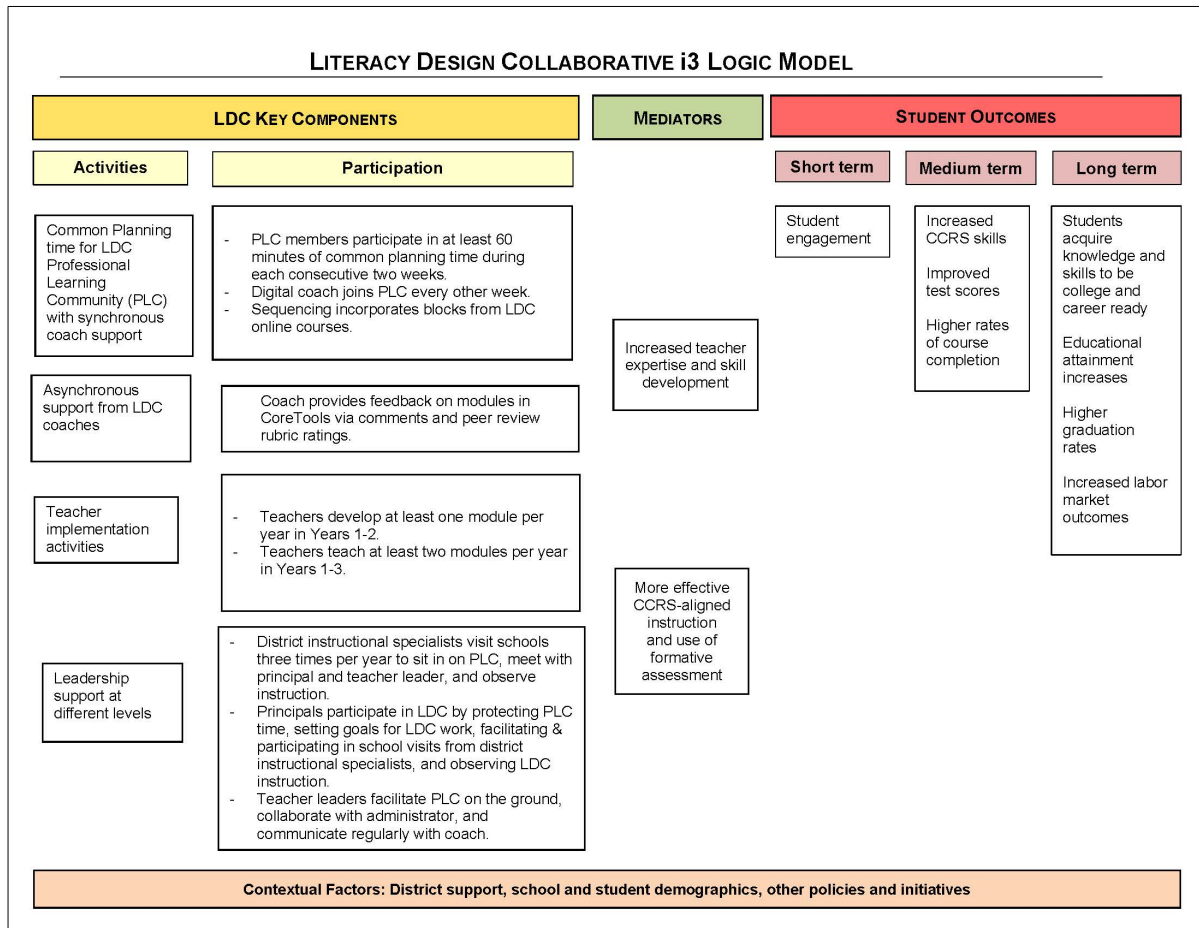 LITERACY DESIGN COLLABORATIVE i3 LOGIC MODEL
LDC KEY COMPONENTS
MEDIATORS
STUDENT OUTCOMES
Activities
Participation
Short term
Medium term
Long term
Common Planning
time for LDC
Professional
Learning
Community (PLC)
with synchronous
coach support
- PLC members participate in at least 60
minutes of common planning time during
each consecutive two weeks.
- Digital coach joins PLC every other week.
- Sequencing incorporates blocks from LDC
online courses.
Asynchronous
support from LDC
coaches
Coach provides feedback on modules in
CoreTools via comments and peer review
rubric ratings.
Teacher
implementation
activities
- Teachers develop at least one module per
year in Years 1-2.
- Teachers teach at least two modules per year
in Years 1-3.
Leadership
support at
different levels
- District instructional specialists visit schools
three times per year to sit in on PLC, meet with
principal and teacher leader, and observe
instruction.
- Principals participate in LDC by protecting PLC
time, setting goals for LDC work, facilitating &
participating in school visits from district
instructional specialists, and observing LDC
instruction.
- Teacher leaders facilitate PLC on the ground,
collaborate with administrator, and
communicate regularly with coach.
Increased teacher
expertise and skill
development
More effective
CCRS-aligned
instruction
and use of
formative
assessment
Student
engagement
Increased
CCRS skills
Improved
test scores
Higher rates
of course
completion
Students
acquire
knowledge and
skills to be
college and
career ready
Educational
attainment
increases
Higher
graduation
rates
Increased labor
market
outcomes
Contextual Factors: District support, school and student demographics, other policies and initiatives